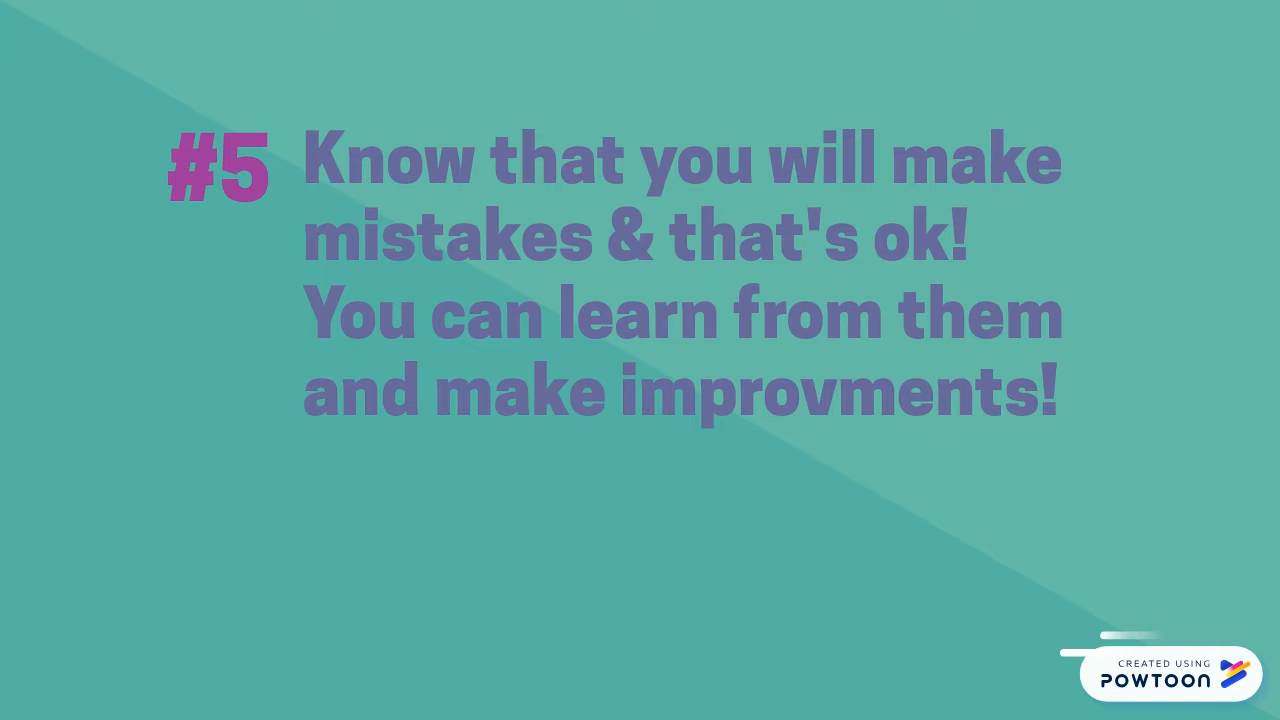 #5 Know that you will make
mistakes & that's ok!
You can learn from them
and make improvments!
CREATED USING
POWTOON